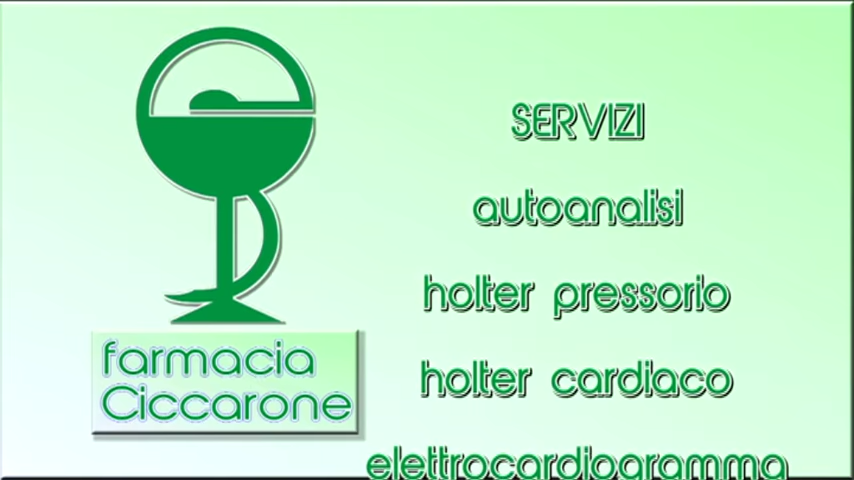 SERVIZI
autoanalisi
holter pressorio
holter cardiaco
elettrocardiogramma
farmacia
Ciccarone